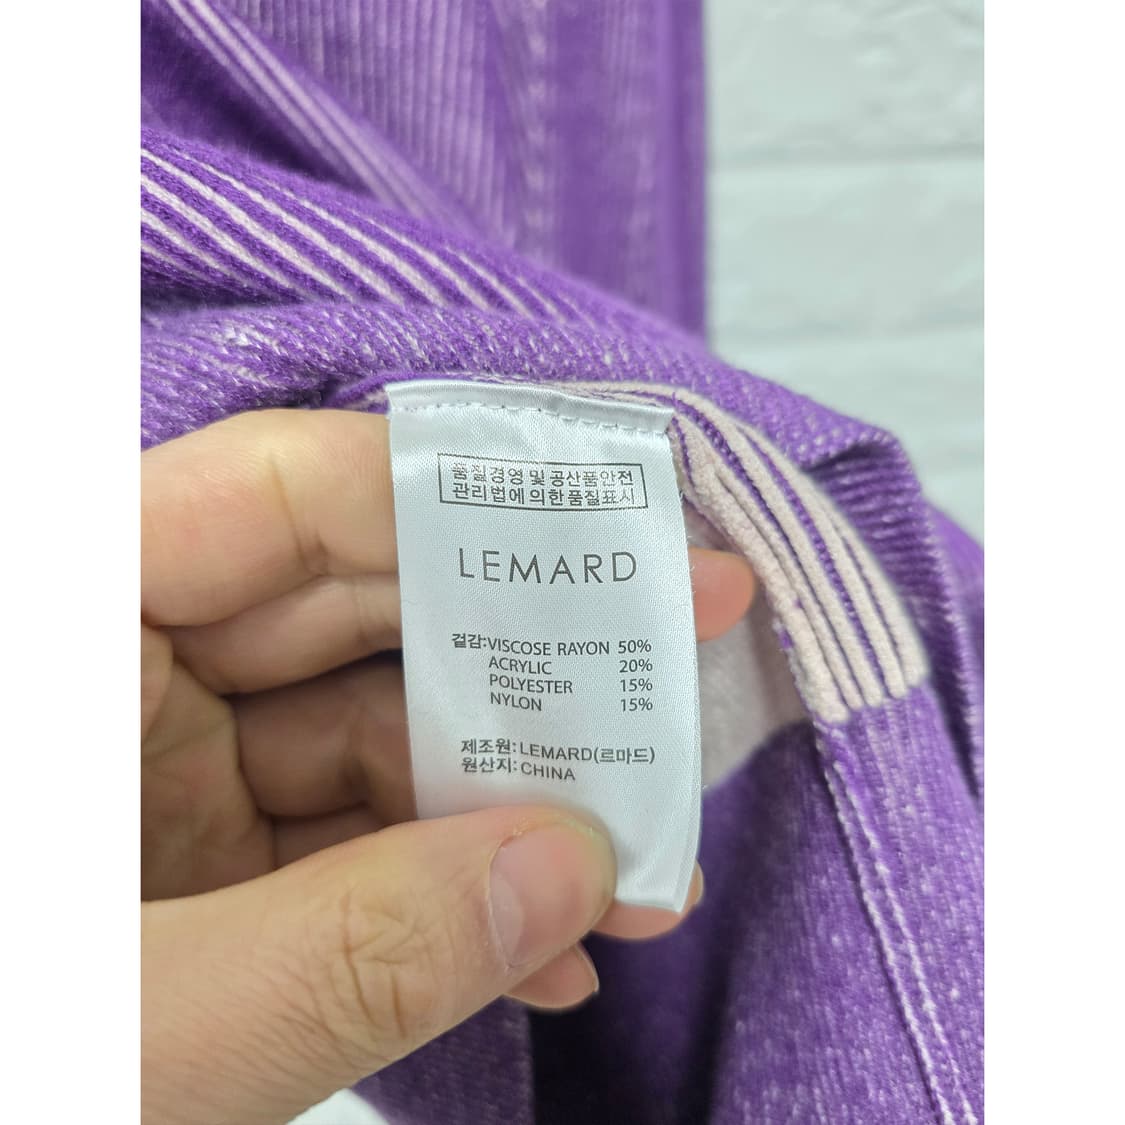 품질경영 및 공산품안전
관리법에 의한 품질표시
LEMARD
겉감:VISCOSE RAYON 50%
ACRYLIC 20%
POLYESTER 15%
NYLON 15%
제조원:LEMARD(르마드)
원산지:CHINA